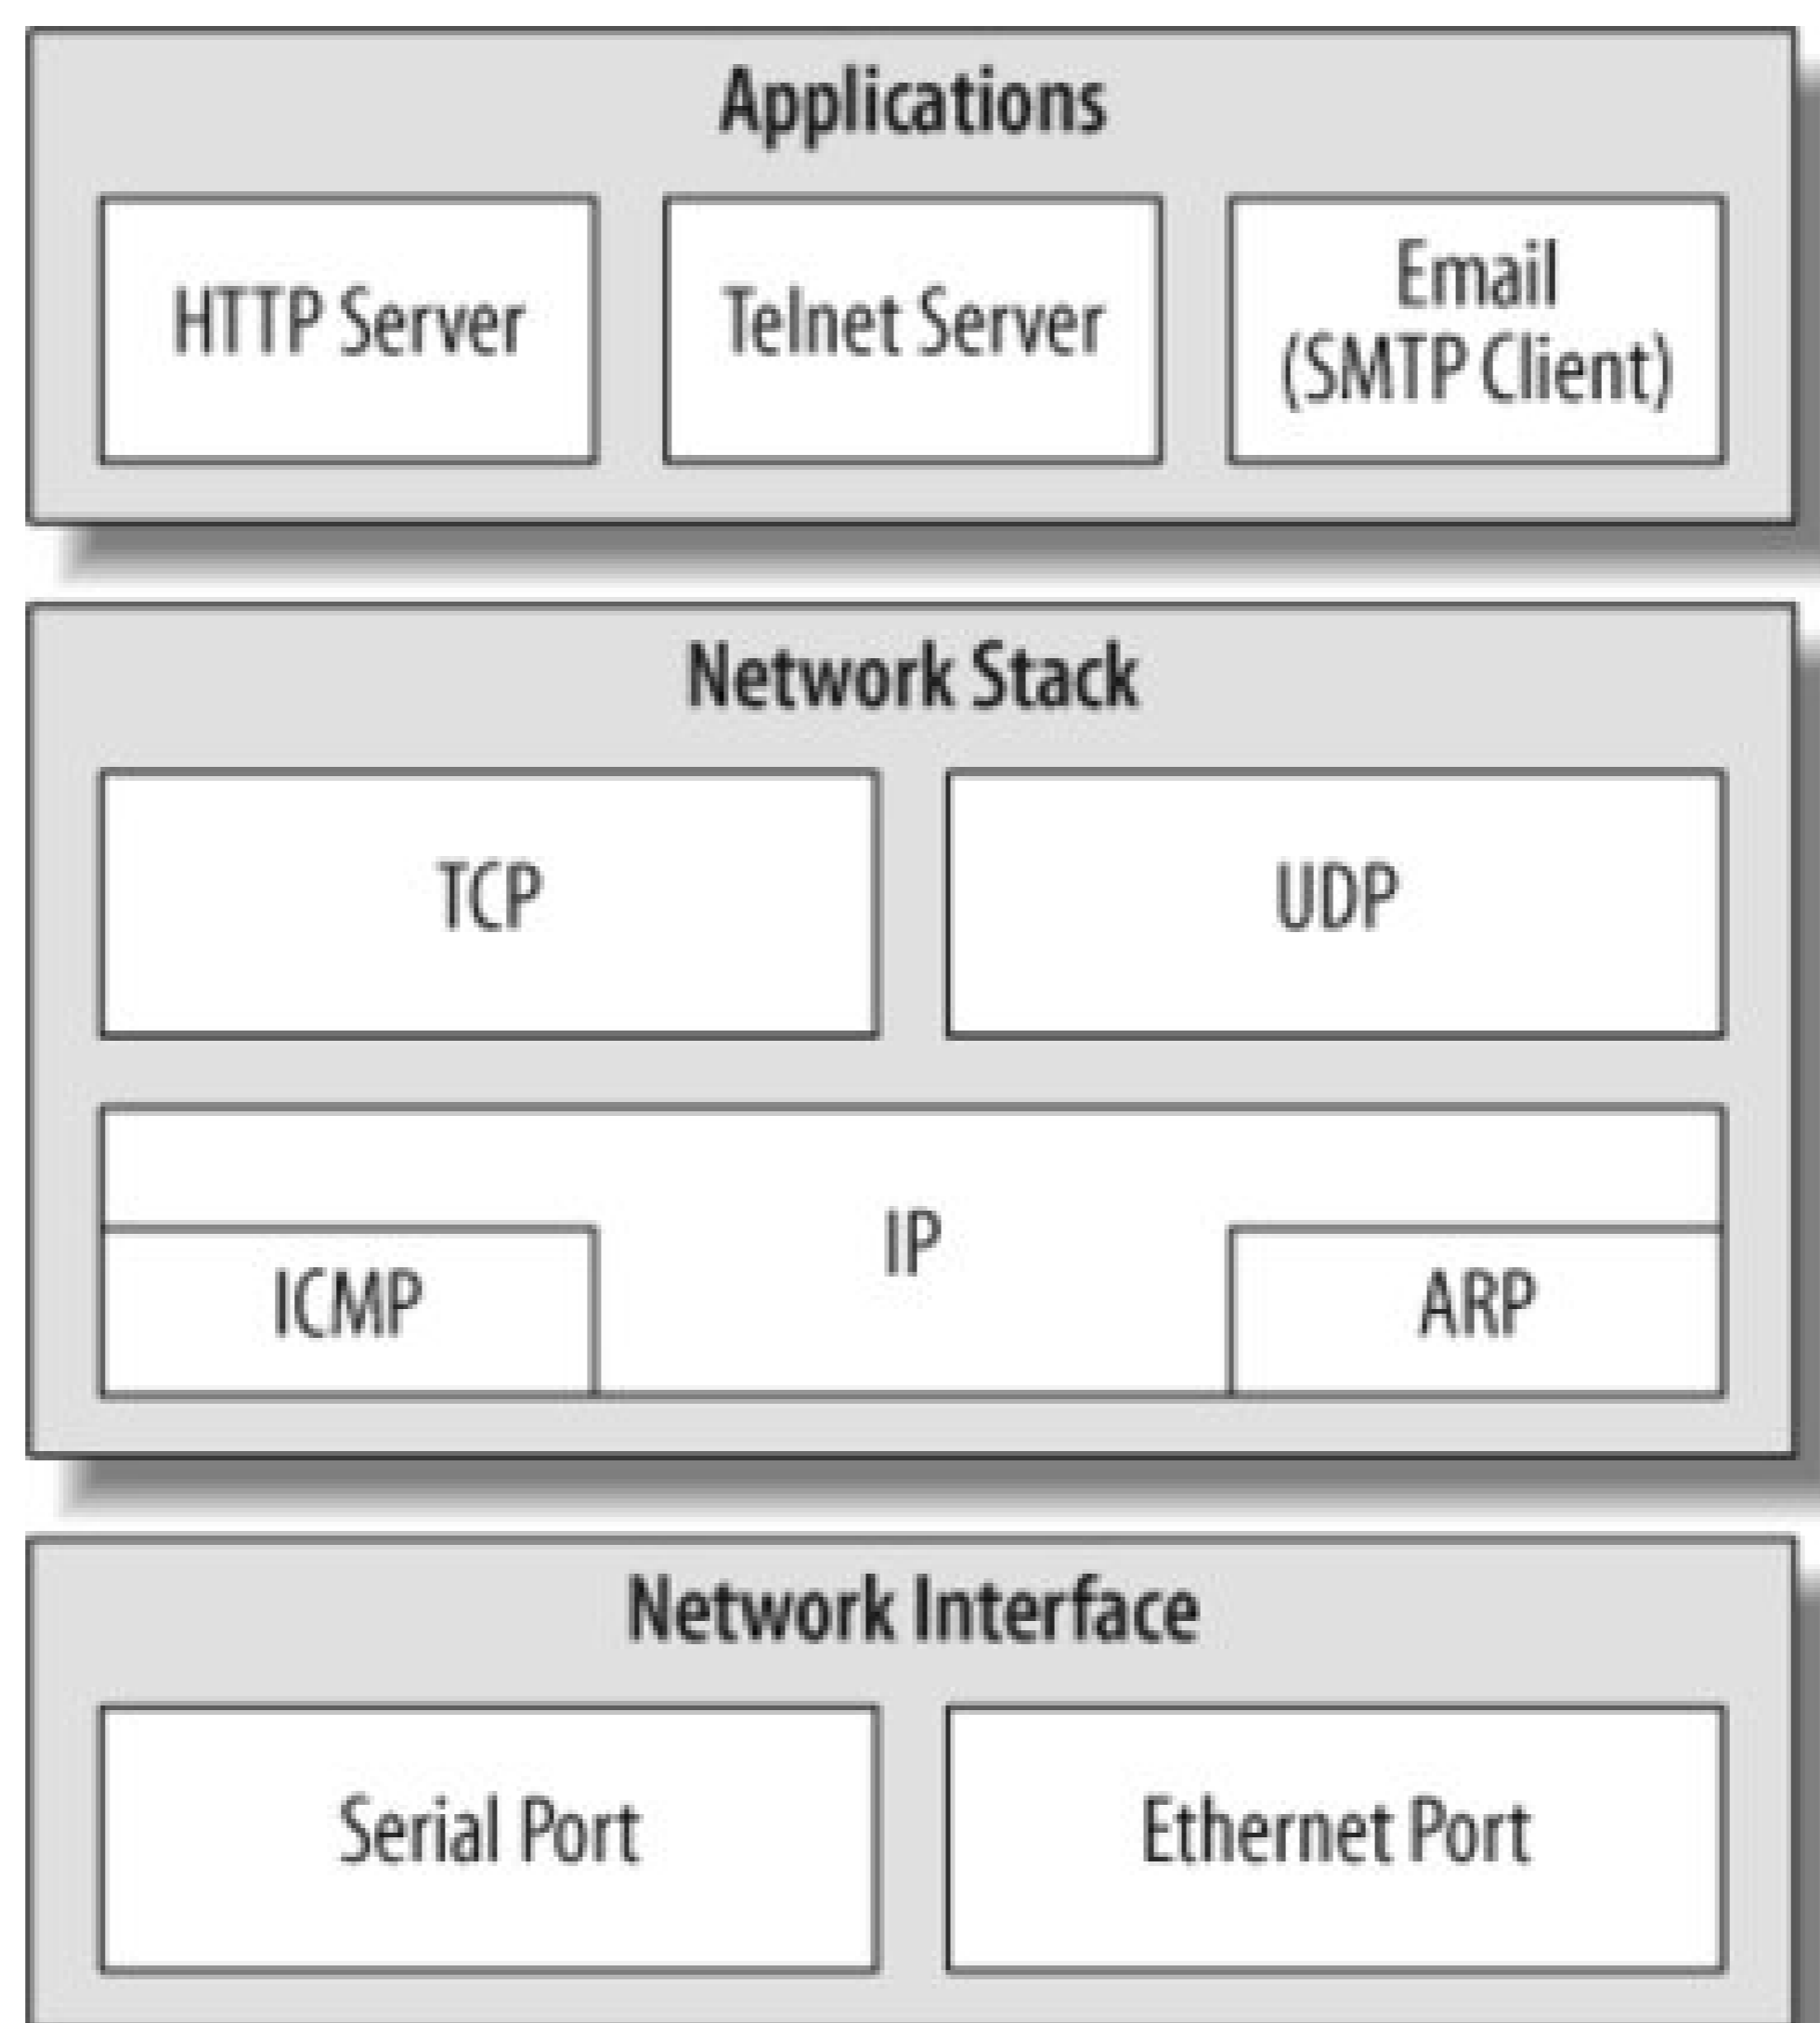 Applications
HTTP Server
Telnet Server
Email
(SMTP Client)
Network Stack
TCP
UDP
IP
ICMP
ARP
Network Interface
Serial Port
Ethernet Port